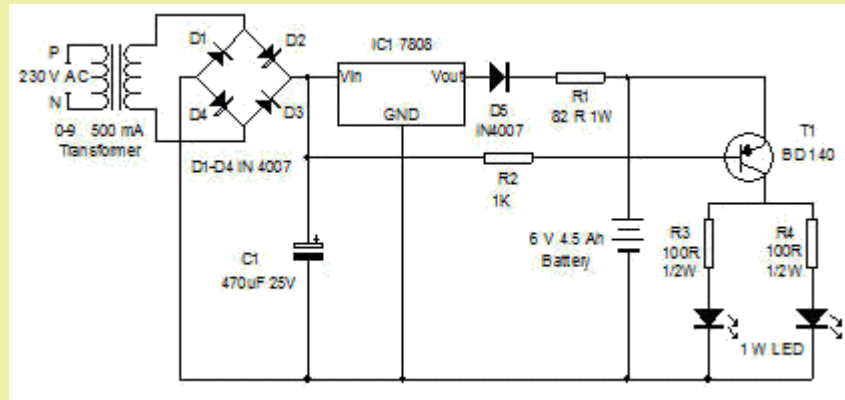 P
230 V AC
N
0-9 500 mA
Transformer
D1
D2
D4
D3
D1-D4 IN 4007
IC1 7808
Vin
Vout
GND
D5
IN4007
R1
82 R 1W
T1
BD140
R2
1K
C1
470uF 25V
+
6 V 4.5 Ah
Battery
R3
100R
1/2W
R4
100R
1/2W
1 W LED